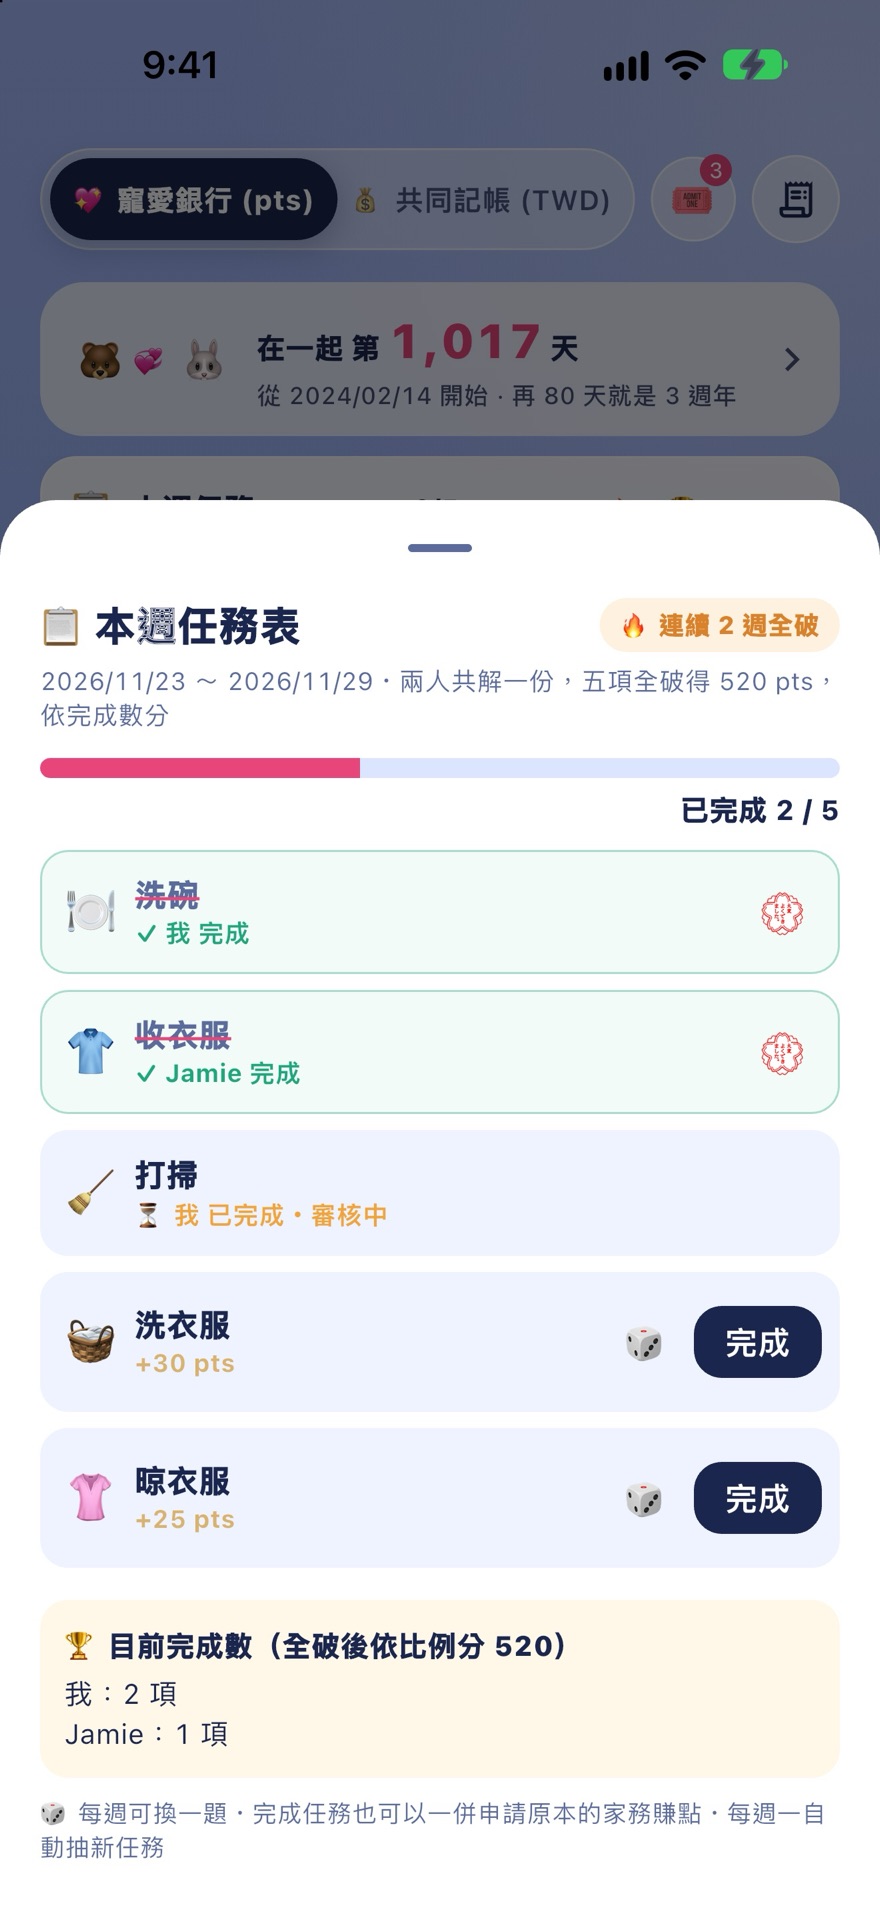 9:41
寵愛銀行 (pts)
共同記帳 (TWD)
3
在一起 第 1,017 天
從 2024/02/14 開始 · 再 80 天就是 3 週年
本週任務表
連續 2 週全破
2026/11/23 ~ 2026/11/29 · 兩人共解一份，五項全破得 520 pts，
依完成數分
已完成 2 / 5
洗碗
✓ 我 完成
收衣服
✓ Jamie 完成
打掃
我 已完成 · 審核中
洗衣服
+30 pts
完成
晾衣服
+25 pts
完成
目前完成數（全破後依比例分 520）
我：2 項
Jamie：1 項
每週可換一題 · 完成任務也可以一併申請原本的家務賺點 · 每週一自
動抽新任務